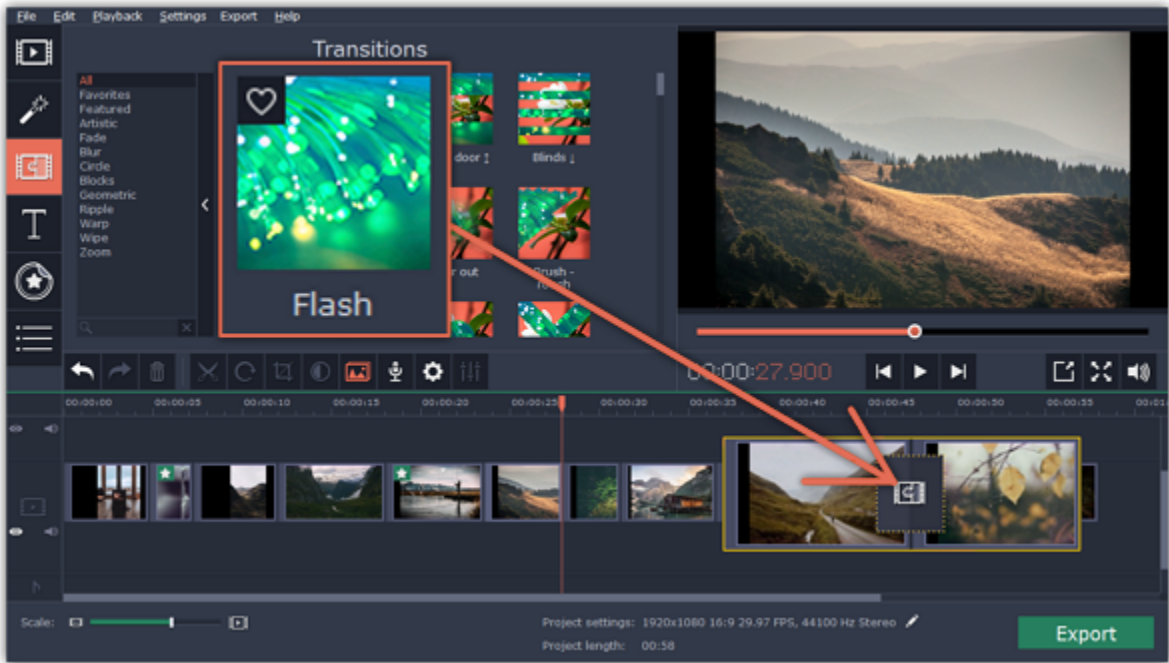 File Edit Playback Settings Export Help
Transitions
All
Favorites
Featured
Artistic
Fade
Blur
Circle
Blocks
Geometric
Ripple
Warp
Wipe
Zoom
Flash
door ↕
Blinds ↓
r out
Brush -
00:00:27.900
00:00:00 00:00:05 00:00:10 00:00:15 00:00:20 00:00:25 00:00:30 00:00:35 00:00:40 00:00:45 00:00:50 00:00:55
Scale:
Project settings: 1920x1080 16:9 29.97 FPS, 44100 Hz Stereo
Project length: 00:58
Export